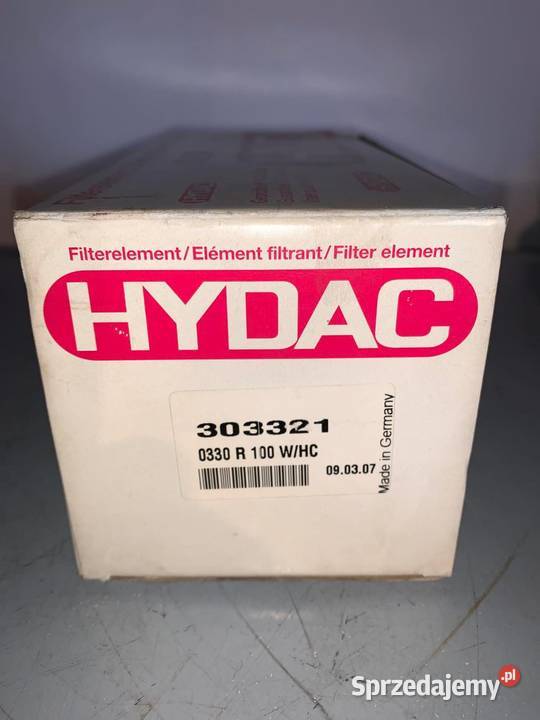 Filterelement/Elément filtrant/Filter element
HYDAC
303321
0330 R 100 W/HC
09.03.07
Made in Germany
Sprzedajemy.pl